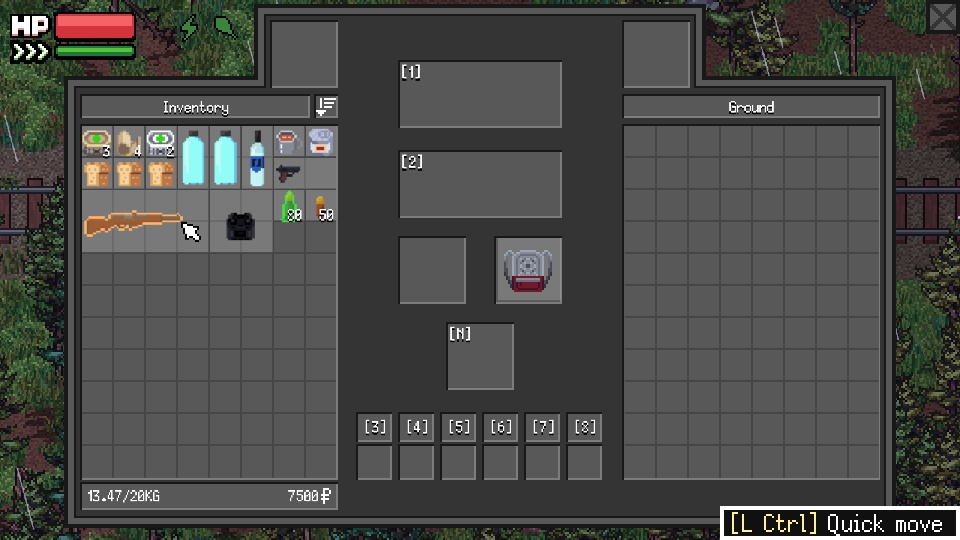 HP
[1]
Inventory
Ground
3
4
2
[2]
80
50
[N]
[3]
[4]
[5]
[6]
[7]
[8]
13.47/20KG
7500₽
[L Ctrl] Quick move